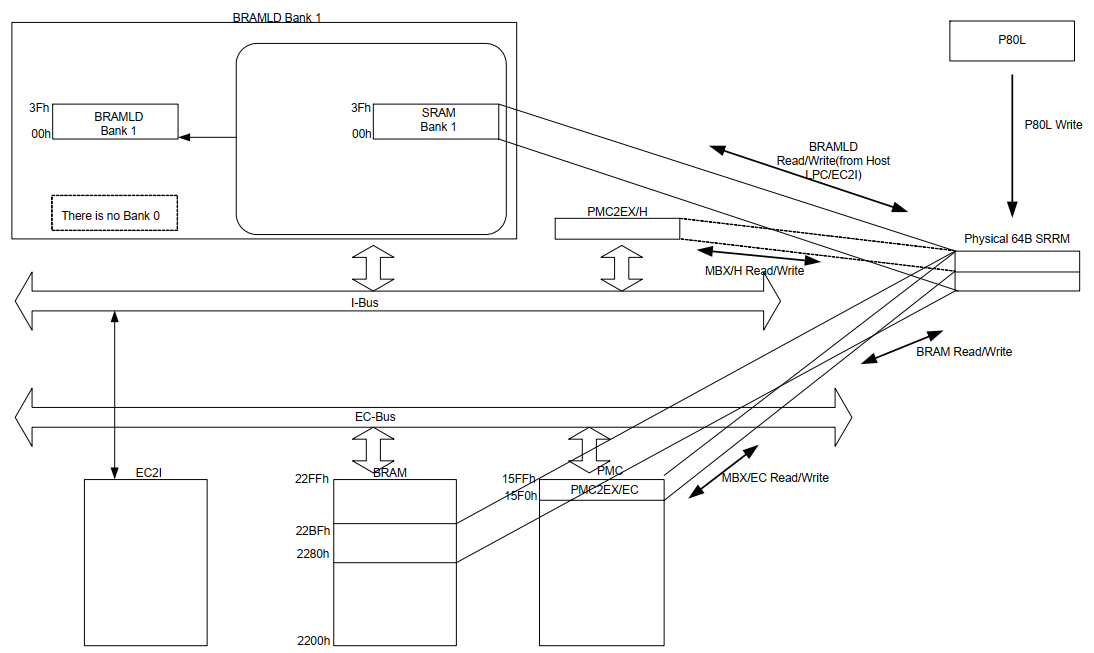 BRAMLD Bank 1
P80L
3Fh
BRAMLD
Bank 1
00h
3Fh
SRAM
Bank 1
00h
P80L Write
BRAMLD
Read/Write(from Host
LPC/EC2I)
There is no Bank 0
PMC2EX/H
Physical 64B SRRM
MBX/H Read/Write
I-Bus
BRAM Read/Write
EC-Bus
EC2I
BRAM
PMC
22FFh
15FFh
PMC2EX/EC
15F0h
MBX/EC Read/Write
22BFh
2280h
2200h